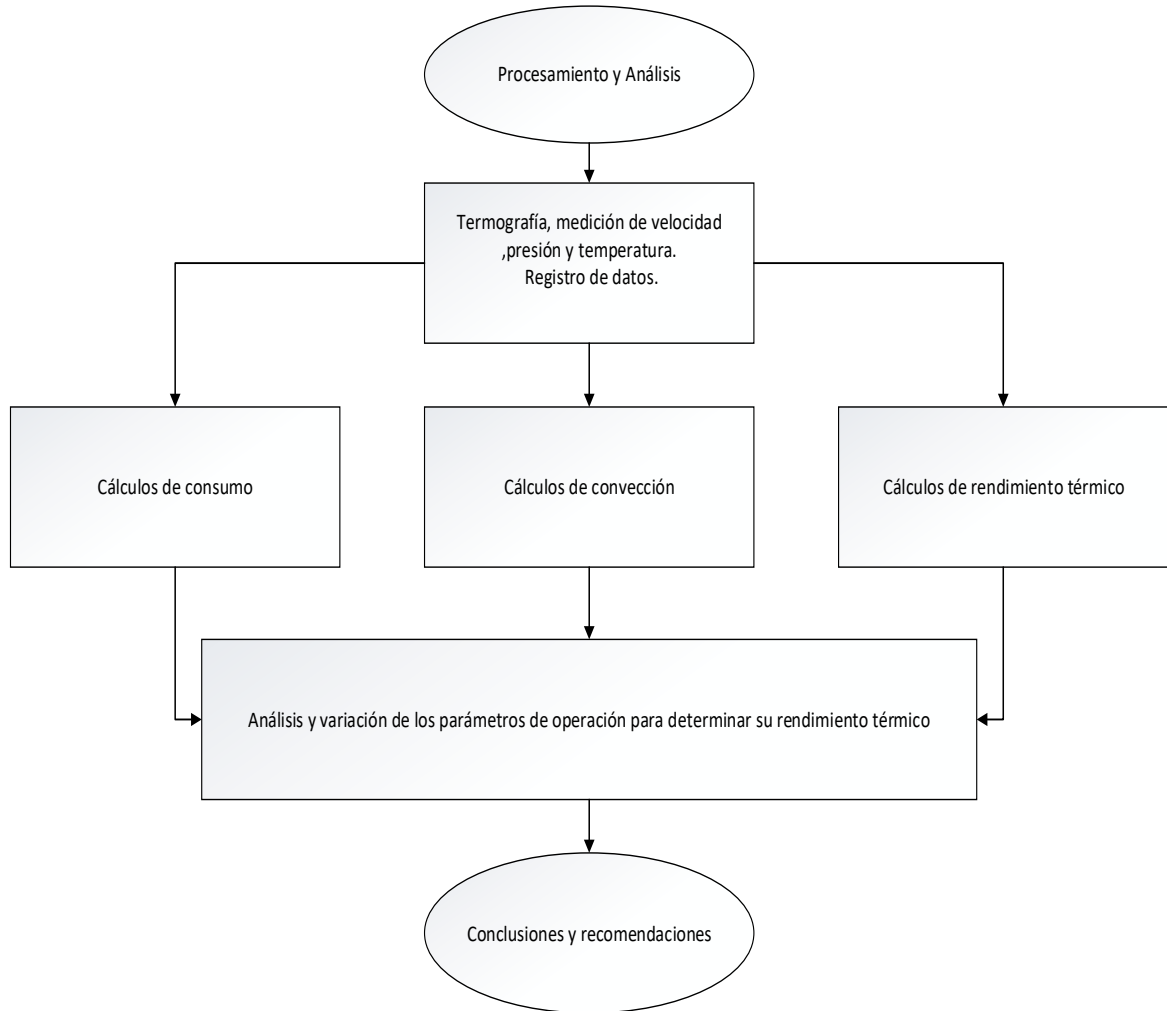 Procesamiento y Análisis
Termografía, medición de velocidad
,presión y temperatura.
Registro de datos.
Cálculos de consumo
Cálculos de convección
Cálculos de rendimiento térmico
Análisis y variación de los parámetros de operación para determinar su rendimiento térmico
Conclusiones y recomendaciones